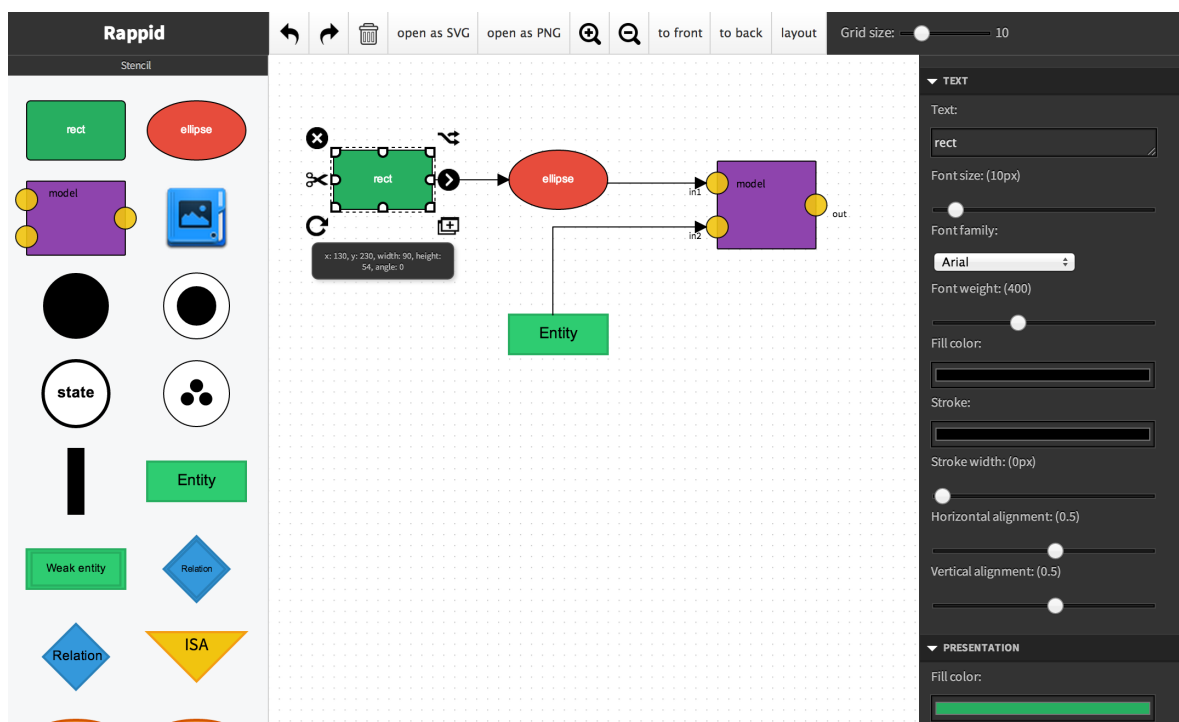 Rappid
open as SVG
open as PNG
to front
to back
layout
Grid size:
10
Stencil
rect
ellipse
model
state
Entity
Weak entity
Relation
Relation
ISA
rect
ellipse
model
in1
in2
out
x: 130, y: 230, width: 90, height:
54, angle: 0
Entity
TEXT
Text:
rect
Font size: (10px)
Font family:
Arial
Font weight: (400)
Fill color:
Stroke:
Stroke width: (0px)
Horizontal alignment: (0.5)
Vertical alignment: (0.5)
PRESENTATION
Fill color: